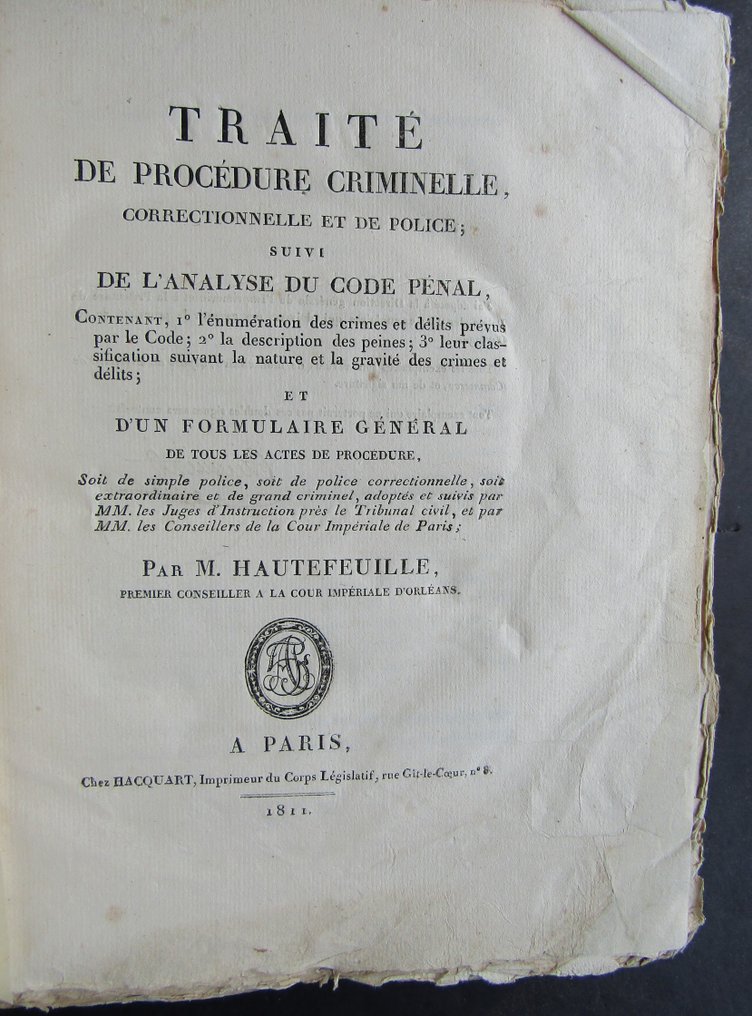 TRAITÉ
DE PROCÉDURE CRIMINELLE,
CORRECTIONNELLE ET DE POLICE;
SUIVI
DE L'ANALYSE DU CODE PÉNAL,
CONTENANT, 1º l'énumération des crimes et délits prévus
par le Code; 2º la description des peines; 3º leur clas-
sification suivant la nature et la gravité des crimes et
délits;
ET
D'UN FORMULAIRE GÉNÉRAL
DE TOUS LES ACTES DE PROCEDURE,
Soit de simple police, soit de police correctionnelle, soit
extraordinaire et de grand criminel, adoptés et suivis par
MM. les Juges d'Instruction près le Tribunal civil, et par
MM. les Conseillers de la Cour Impériale de Paris;
PAR M. HAUTEFEUILLE,
PREMIER CONSEILLER A LA COUR IMPÉRIALE D'ORLÉANS.
A PARIS,
Chez HACQUART, Imprimeur du Corps Législatif, rue Gît-le-Cœur, nº 8.
1811.